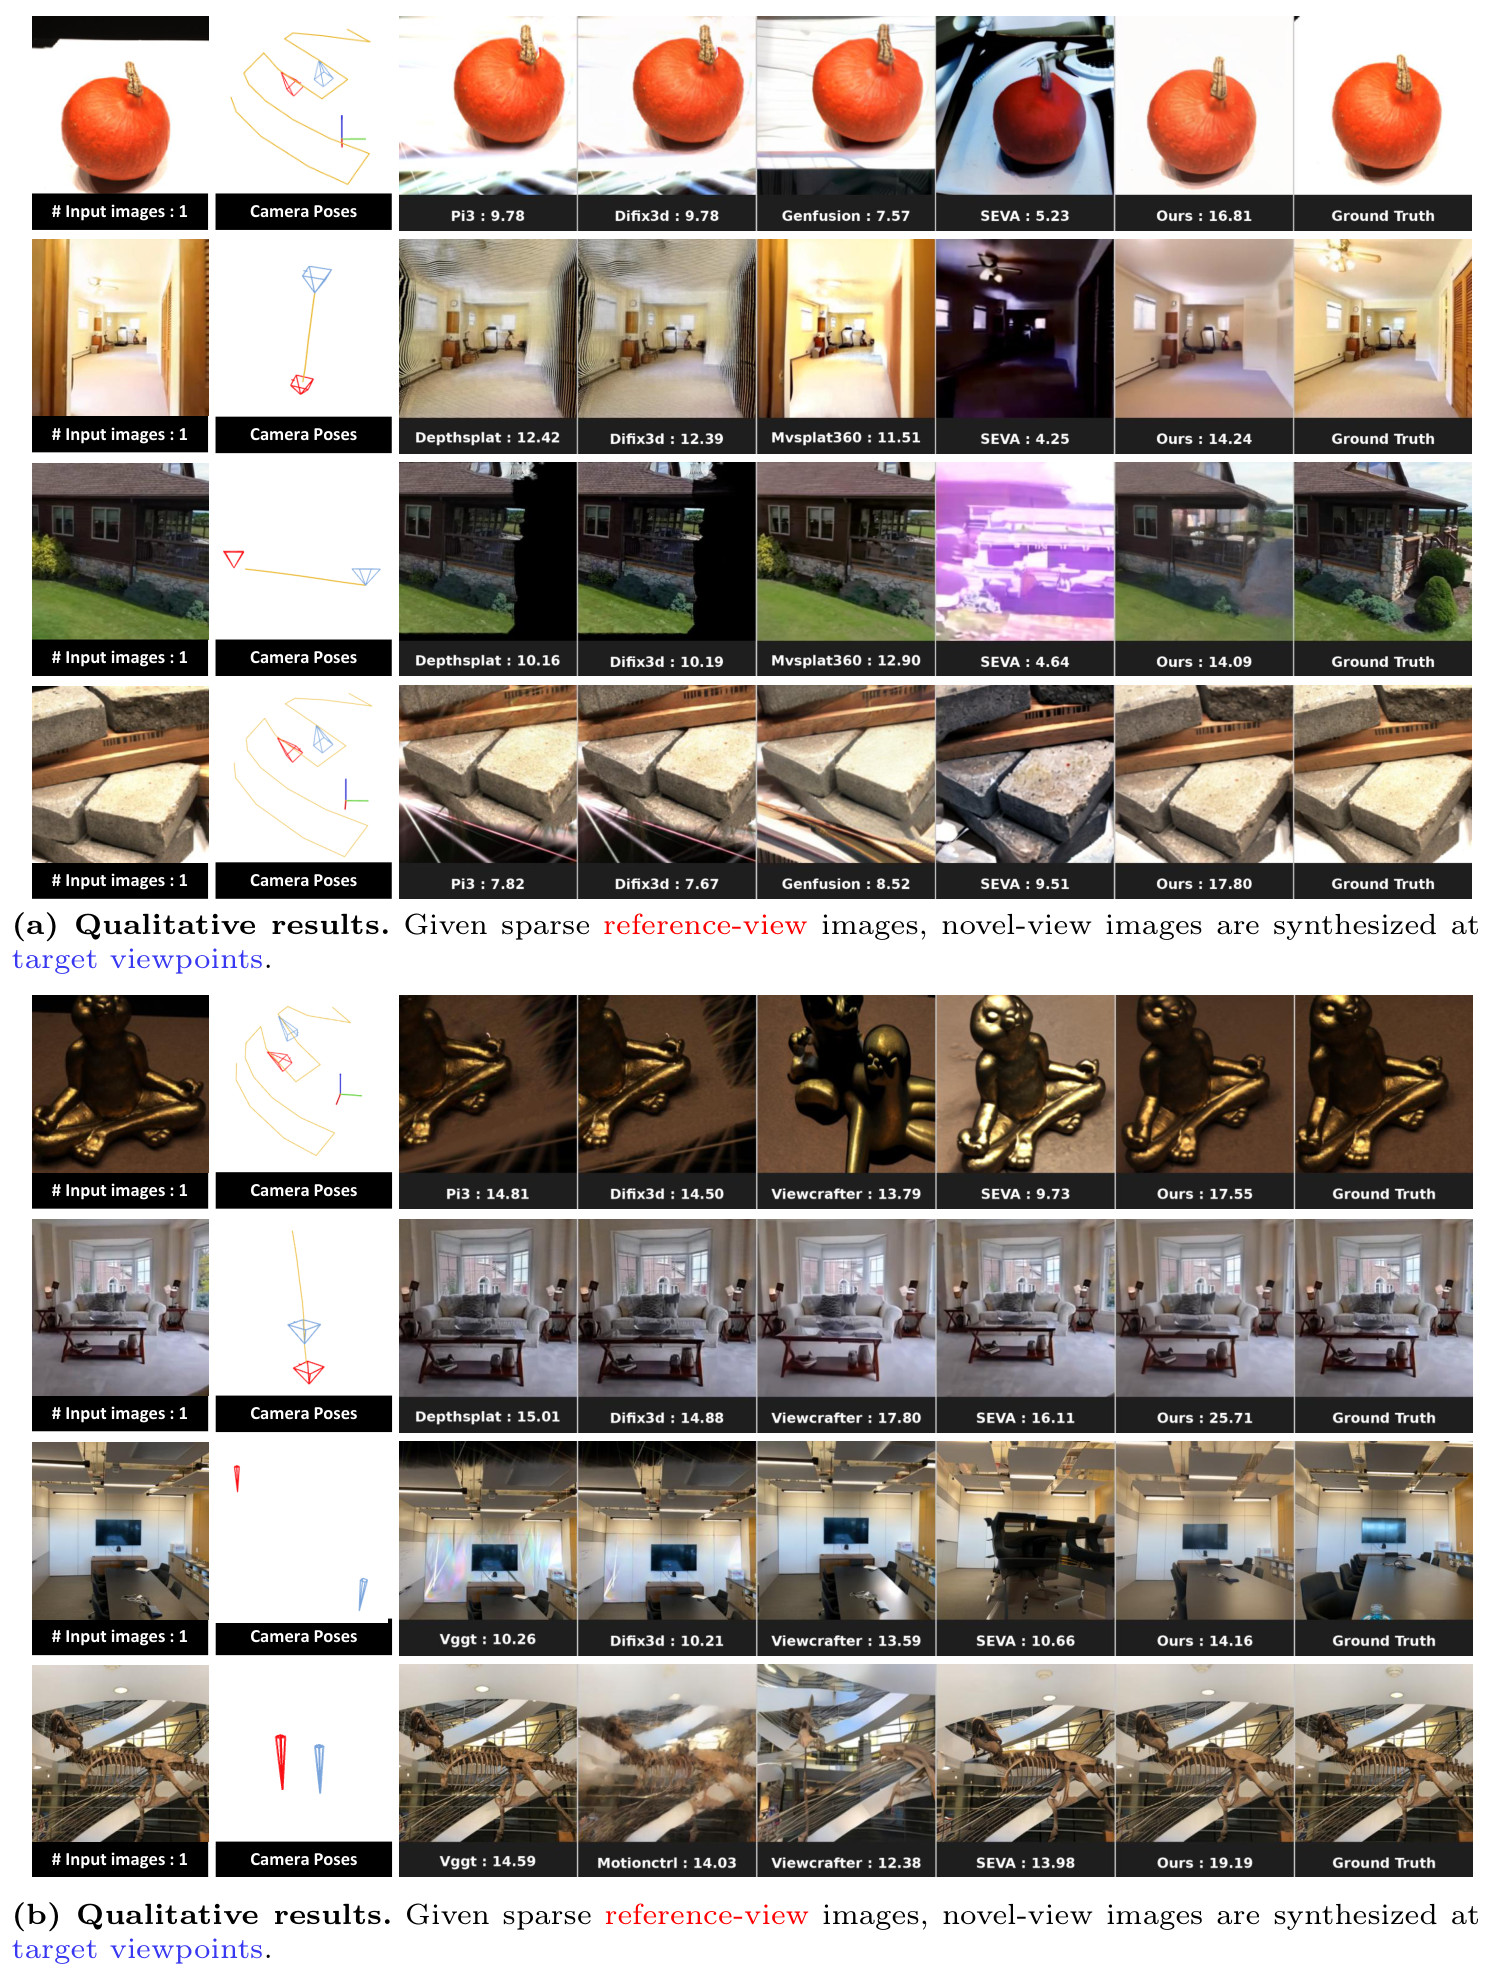 # Input images : 1 Camera Poses Pi3 : 9.78 Difix3d : 9.78 Genfusion : 7.57 SEVA : 5.23 Ours : 16.81 Ground Truth
# Input images : 1 Camera Poses Depthsplat : 12.42 Difix3d : 12.39 Mvsplat360 : 11.51 SEVA : 4.25 Ours : 14.24 Ground Truth
# Input images : 1 Camera Poses Depthsplat : 10.16 Difix3d : 10.19 Mvsplat360 : 12.90 SEVA : 4.64 Ours : 14.09 Ground Truth
# Input images : 1 Camera Poses Pi3 : 7.82 Difix3d : 7.67 Genfusion : 8.52 SEVA : 9.51 Ours : 17.80 Ground Truth
(a) Qualitative results. Given sparse reference-view images, novel-view images are synthesized at
target viewpoints.
# Input images : 1 Camera Poses Pi3 : 14.81 Difix3d : 14.50 Viewcrafter : 13.79 SEVA : 9.73 Ours : 17.55 Ground Truth
# Input images : 1 Camera Poses Depthsplat : 15.01 Difix3d : 14.88 Viewcrafter : 17.80 SEVA : 16.11 Ours : 25.71 Ground Truth
# Input images : 1 Camera Poses Vggt : 10.26 Difix3d : 10.21 Viewcrafter : 13.59 SEVA : 10.66 Ours : 14.16 Ground Truth
# Input images : 1 Camera Poses Vggt : 14.59 Motionctrl : 14.03 Viewcrafter : 12.38 SEVA : 13.98 Ours : 19.19 Ground Truth
(b) Qualitative results. Given sparse reference-view images, novel-view images are synthesized at
target viewpoints.